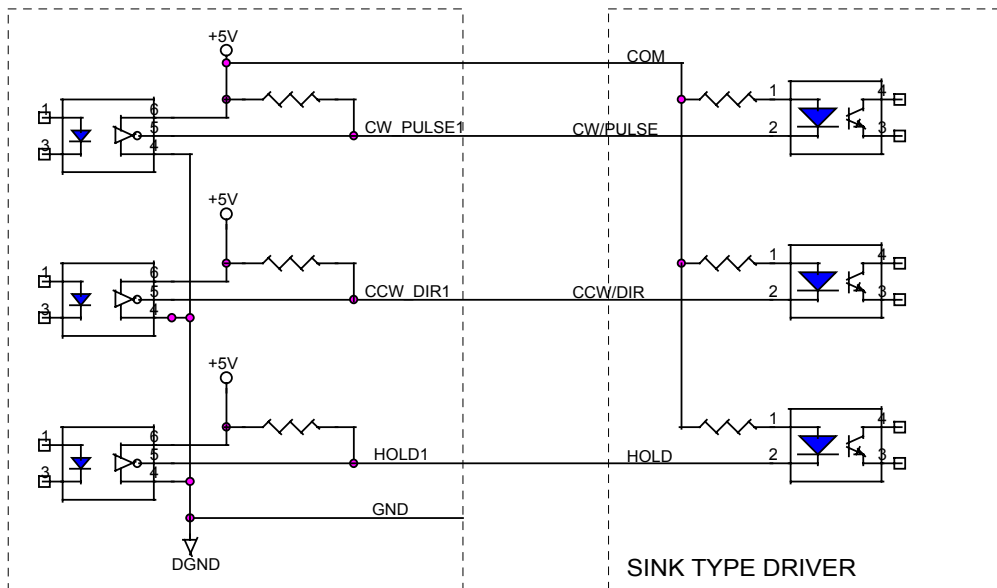 +5V
COM
1 6 1 4
5 CW_PULSE1 CW/PULSE 2
3 4 3
+5V
1 6 1 4
5 CCW_DIR1 CCW/DIR 2
3 4 3
+5V
1 6 1 4
5 HOLD1 HOLD 2
3 4 3
GND
DGND
SINK TYPE DRIVER